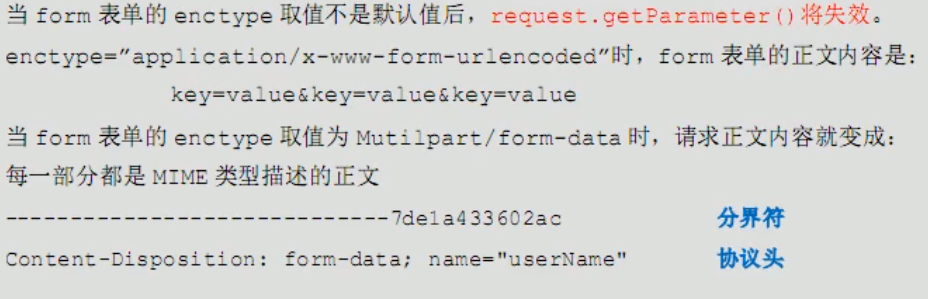 当 form 表单的 enctype 取值不是默认值后，request.getParameter()将失效。
enctype=”application/x-www-form-urlencoded”时，form 表单的正文内容是：
key=value&key=value&key=value
当 form 表单的 enctype 取值为 Mutilpart/form-data 时，请求正文内容就变成：
每一部分都是 MIME 类型描述的正文
-----------------------------7de1a433602ac 分界符
Content-Disposition: form-data; name="userName" 协议头